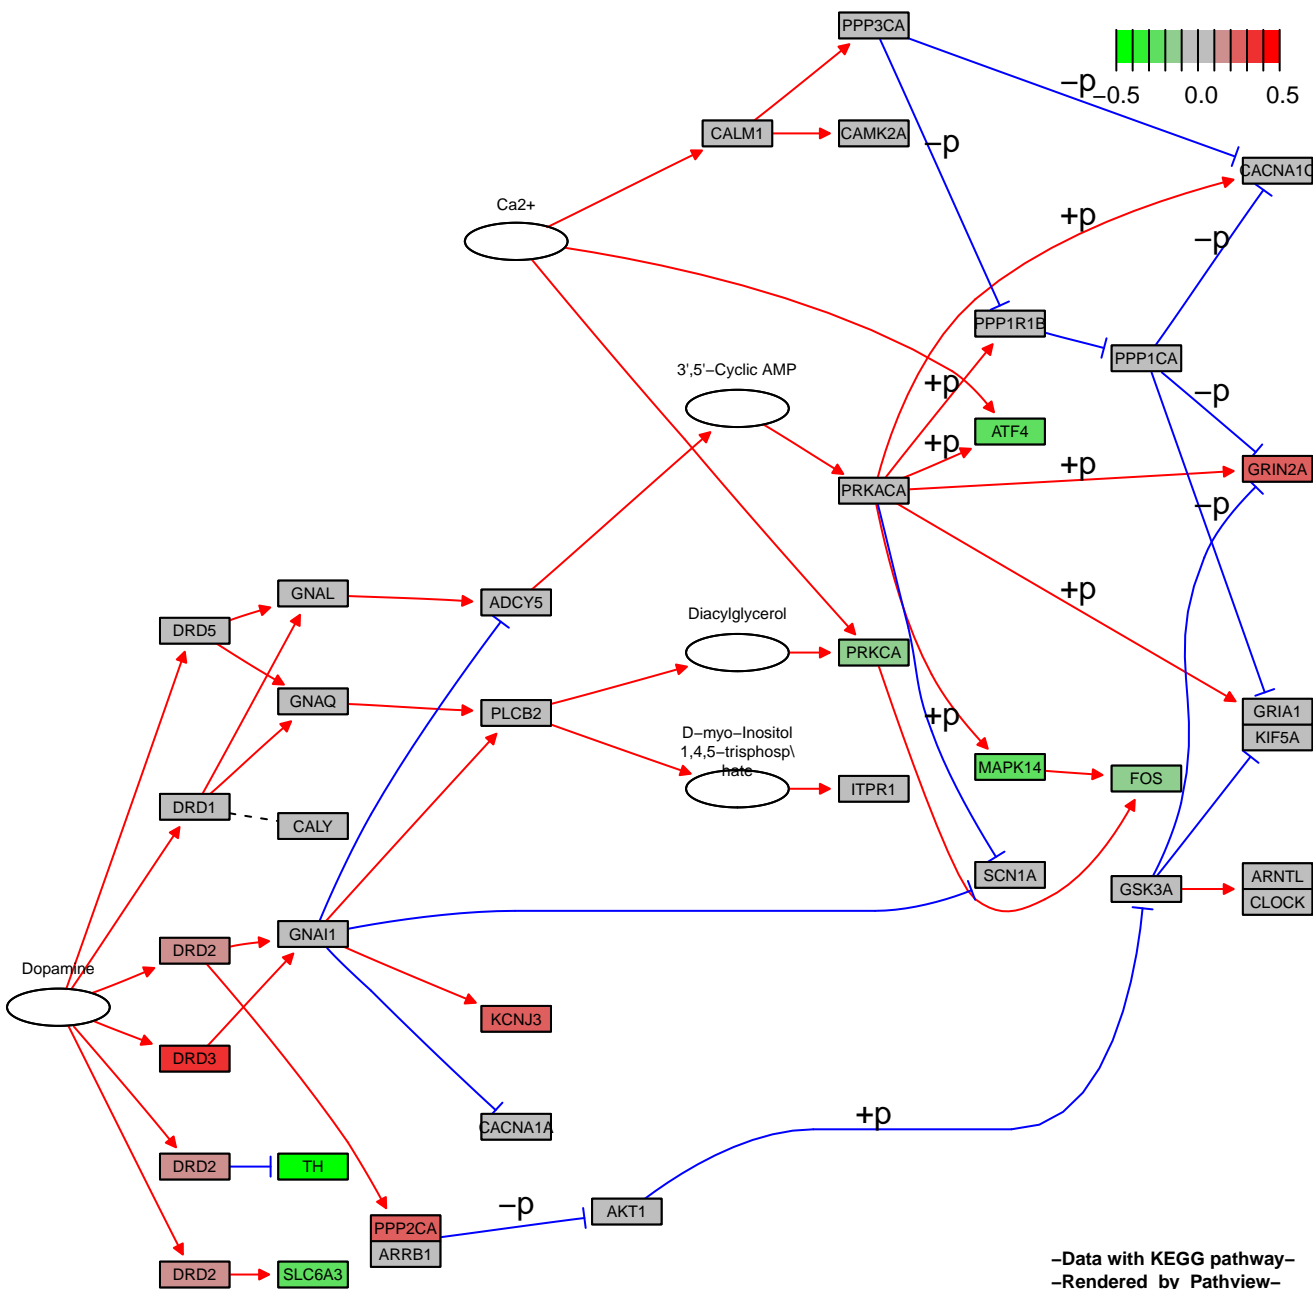 PPP3CA
−p
−0.5
0.0
0.5
CALM1
CAMK2A
−p
CACNA1C
Ca2+
+p
−p
PPP1R1B
PPP1CA
3',5'−Cyclic AMP
+p
−p
ATF4
+p
+p
GRIN2A
PRKACA
−p
GNAL
ADCY5
+p
DRD5
Diacylglycerol
PRKCA
GNAQ
PLCB2
GRIA1
KIF5A
+p
D−myo−Inositol
1,4,5−trisphosp\
hate
MAPK14
FOS
ITPR1
DRD1
CALY
SCN1A
GSK3A
ARNTL
CLOCK
GNAI1
DRD2
Dopamine
KCNJ3
DRD3
+p
CACNA1A
DRD2
TH
−p
AKT1
PPP2CA
ARRB1
DRD2
SLC6A3
−Data with KEGG pathway−
−Rendered by Pathview−